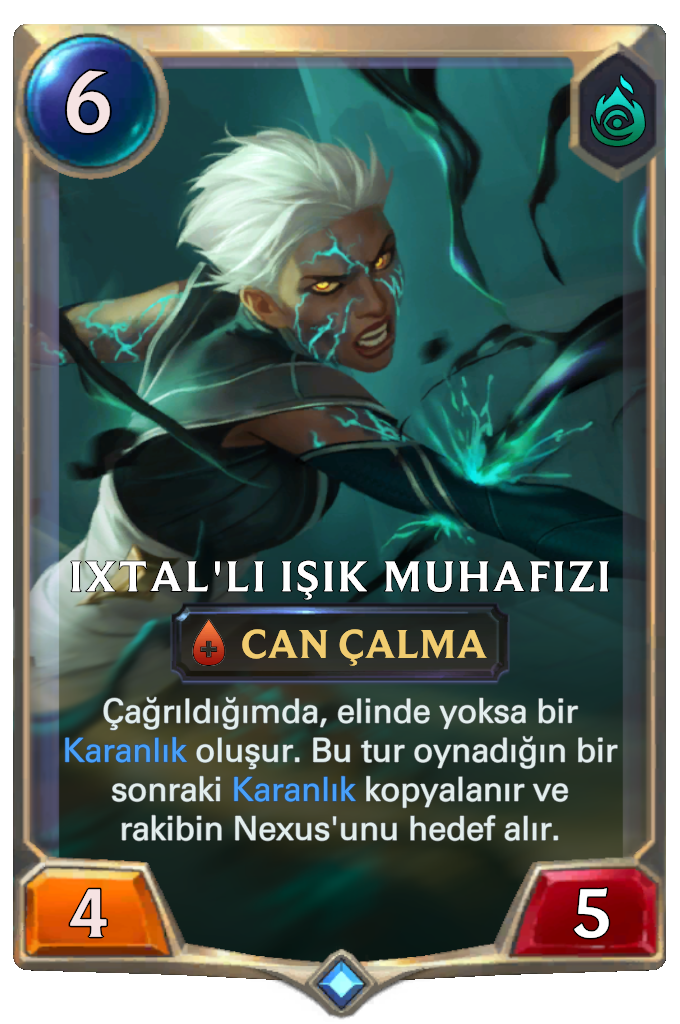 6
IXTAL'LI IŞIK MUHAFIZI
CAN ÇALMA
Çağrıldığımda, elinde yoksa bir
Karanlık oluşur. Bu tur oynadığın bir
sonraki Karanlık kopyalanır ve
rakibin Nexus'unu hedef alır.
4
5